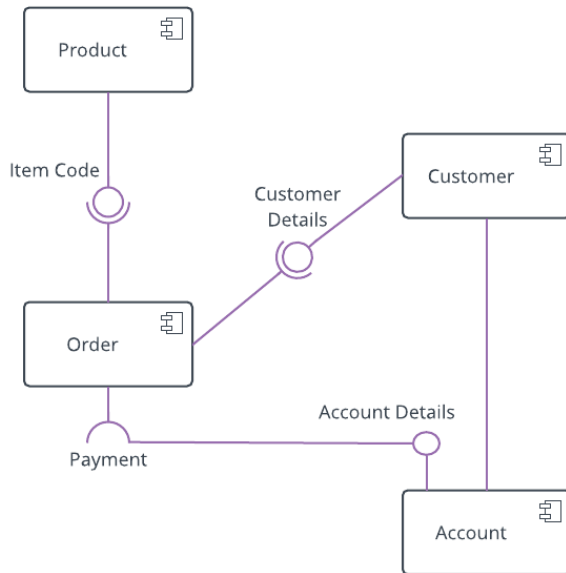 Product
Item Code
Customer
Details
Customer
Order
Account Details
Payment
Account